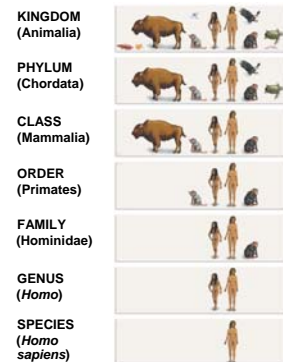 KINGDOM
(Animalia)
PHYLUM
(Chordata)
CLASS
(Mammalia)
ORDER
(Primates)
FAMILY
(Hominidae)
GENUS
(Homo)
SPECIES
(Homo
sapiens)